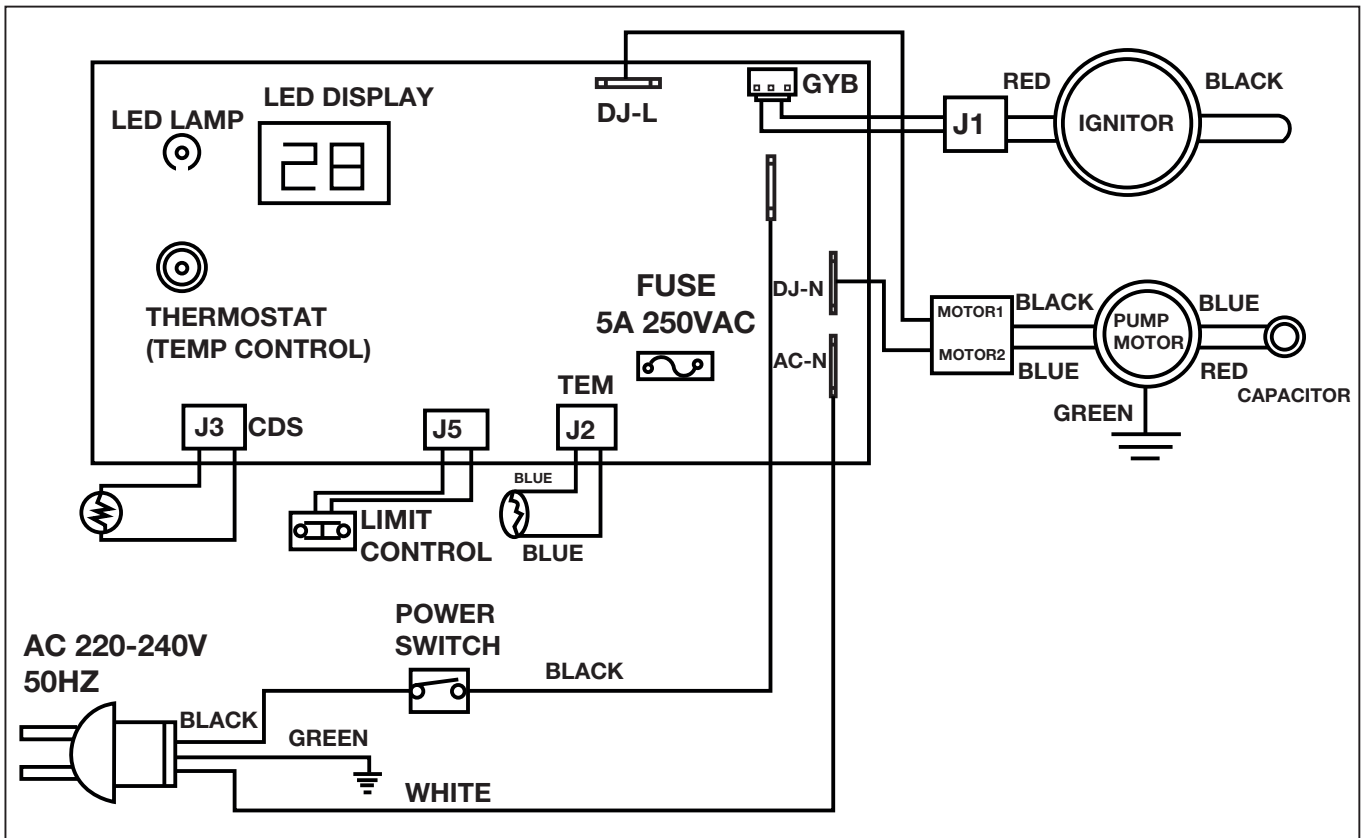 LED DISPLAY
LED LAMP
28
THERMOSTAT
(TEMP CONTROL)
DJ-L
GYB
J1
RED
IGNITOR
BLACK
FUSE
5A 250VAC
DJ-N
AC-N
MOTOR1
MOTOR2
BLACK
BLUE
PUMP
MOTOR
BLUE
RED
CAPACITOR
GREEN
J3
CDS
J5
TEM
J2
BLUE
BLUE
LIMIT
CONTROL
POWER
SWITCH
AC 220-240V
50HZ
BLACK
BLACK
GREEN
WHITE